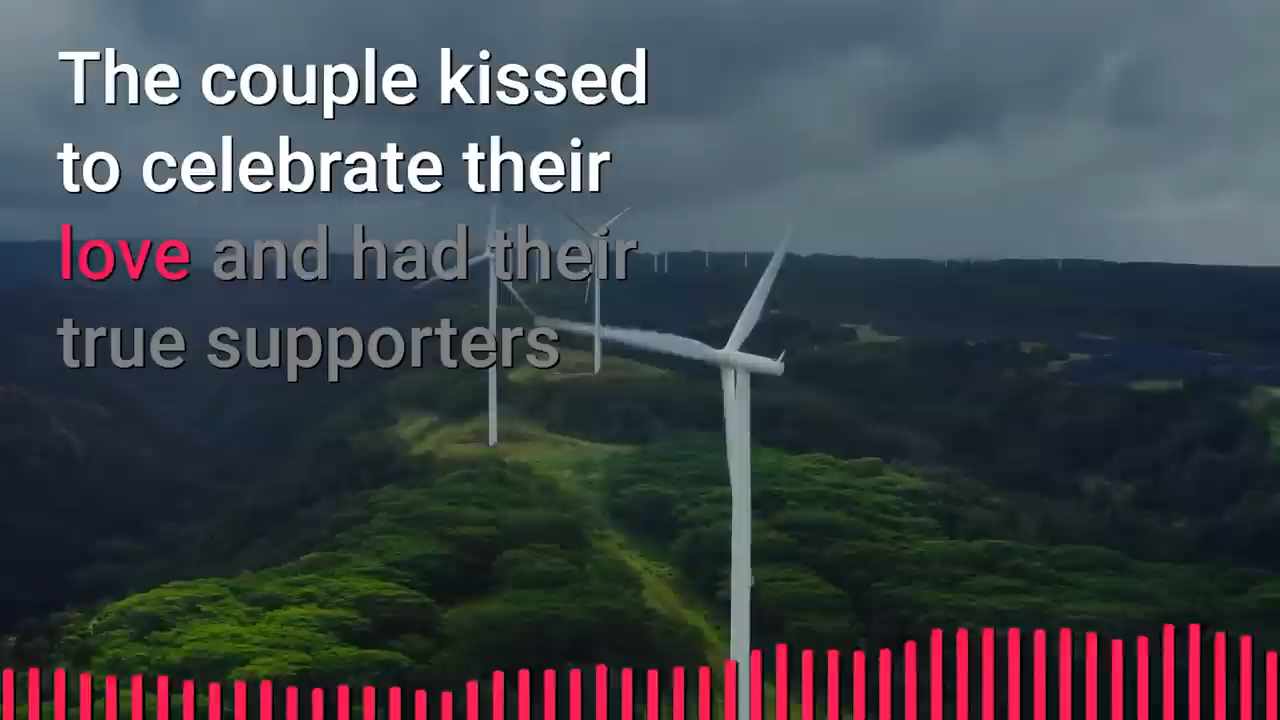 The couple kissed
to celebrate their
love and had their
true supporters